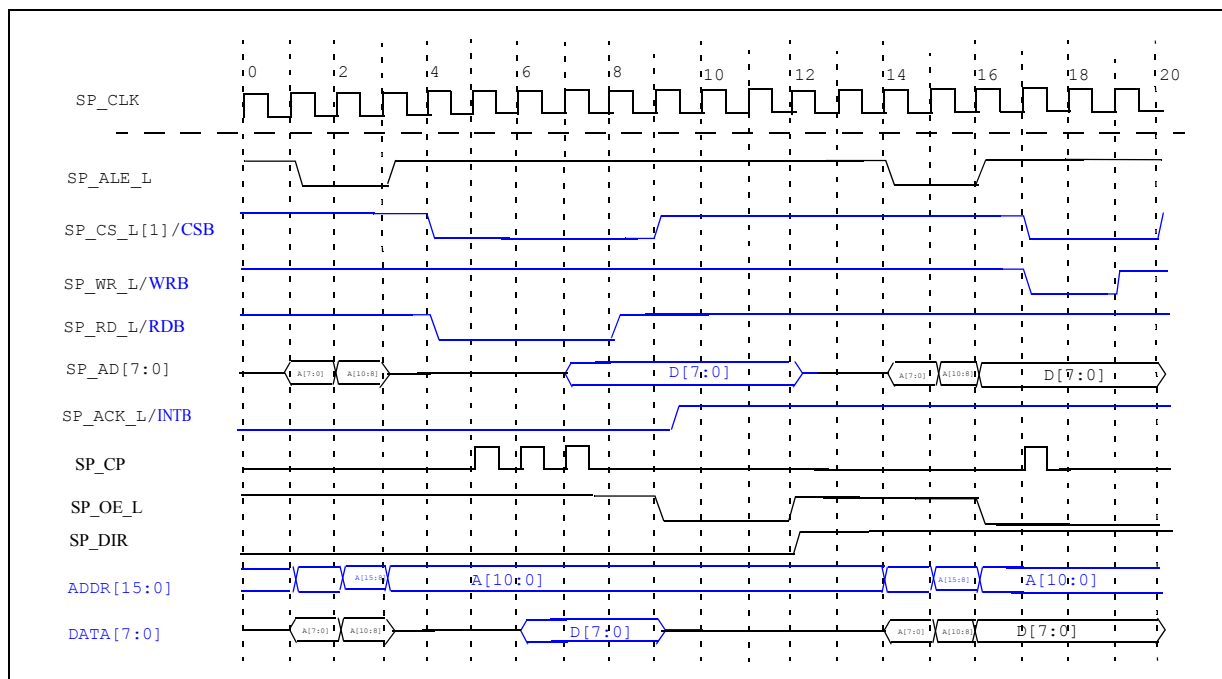 0 2 4 6 8 10 12 14 16 18 20
SP_CLK
SP_ALE_L
SP_CS_L[1]/CSB
SP_WR_L/WRB
SP_RD_L/RDB
SP_AD[7:0] A[7:0] A[10:8] D[7:0] A[7:0] A[10:8] D[7:0]
SP_ACK_L/INTB
SP_CP
SP_OE_L
SP_DIR
ADDR[15:0] A[15:8] A[10:0] A[15:8] A[10:0]
DATA[7:0] A[7:0] A[10:8] D[7:0] A[7:0] A[10:8] D[7:0]